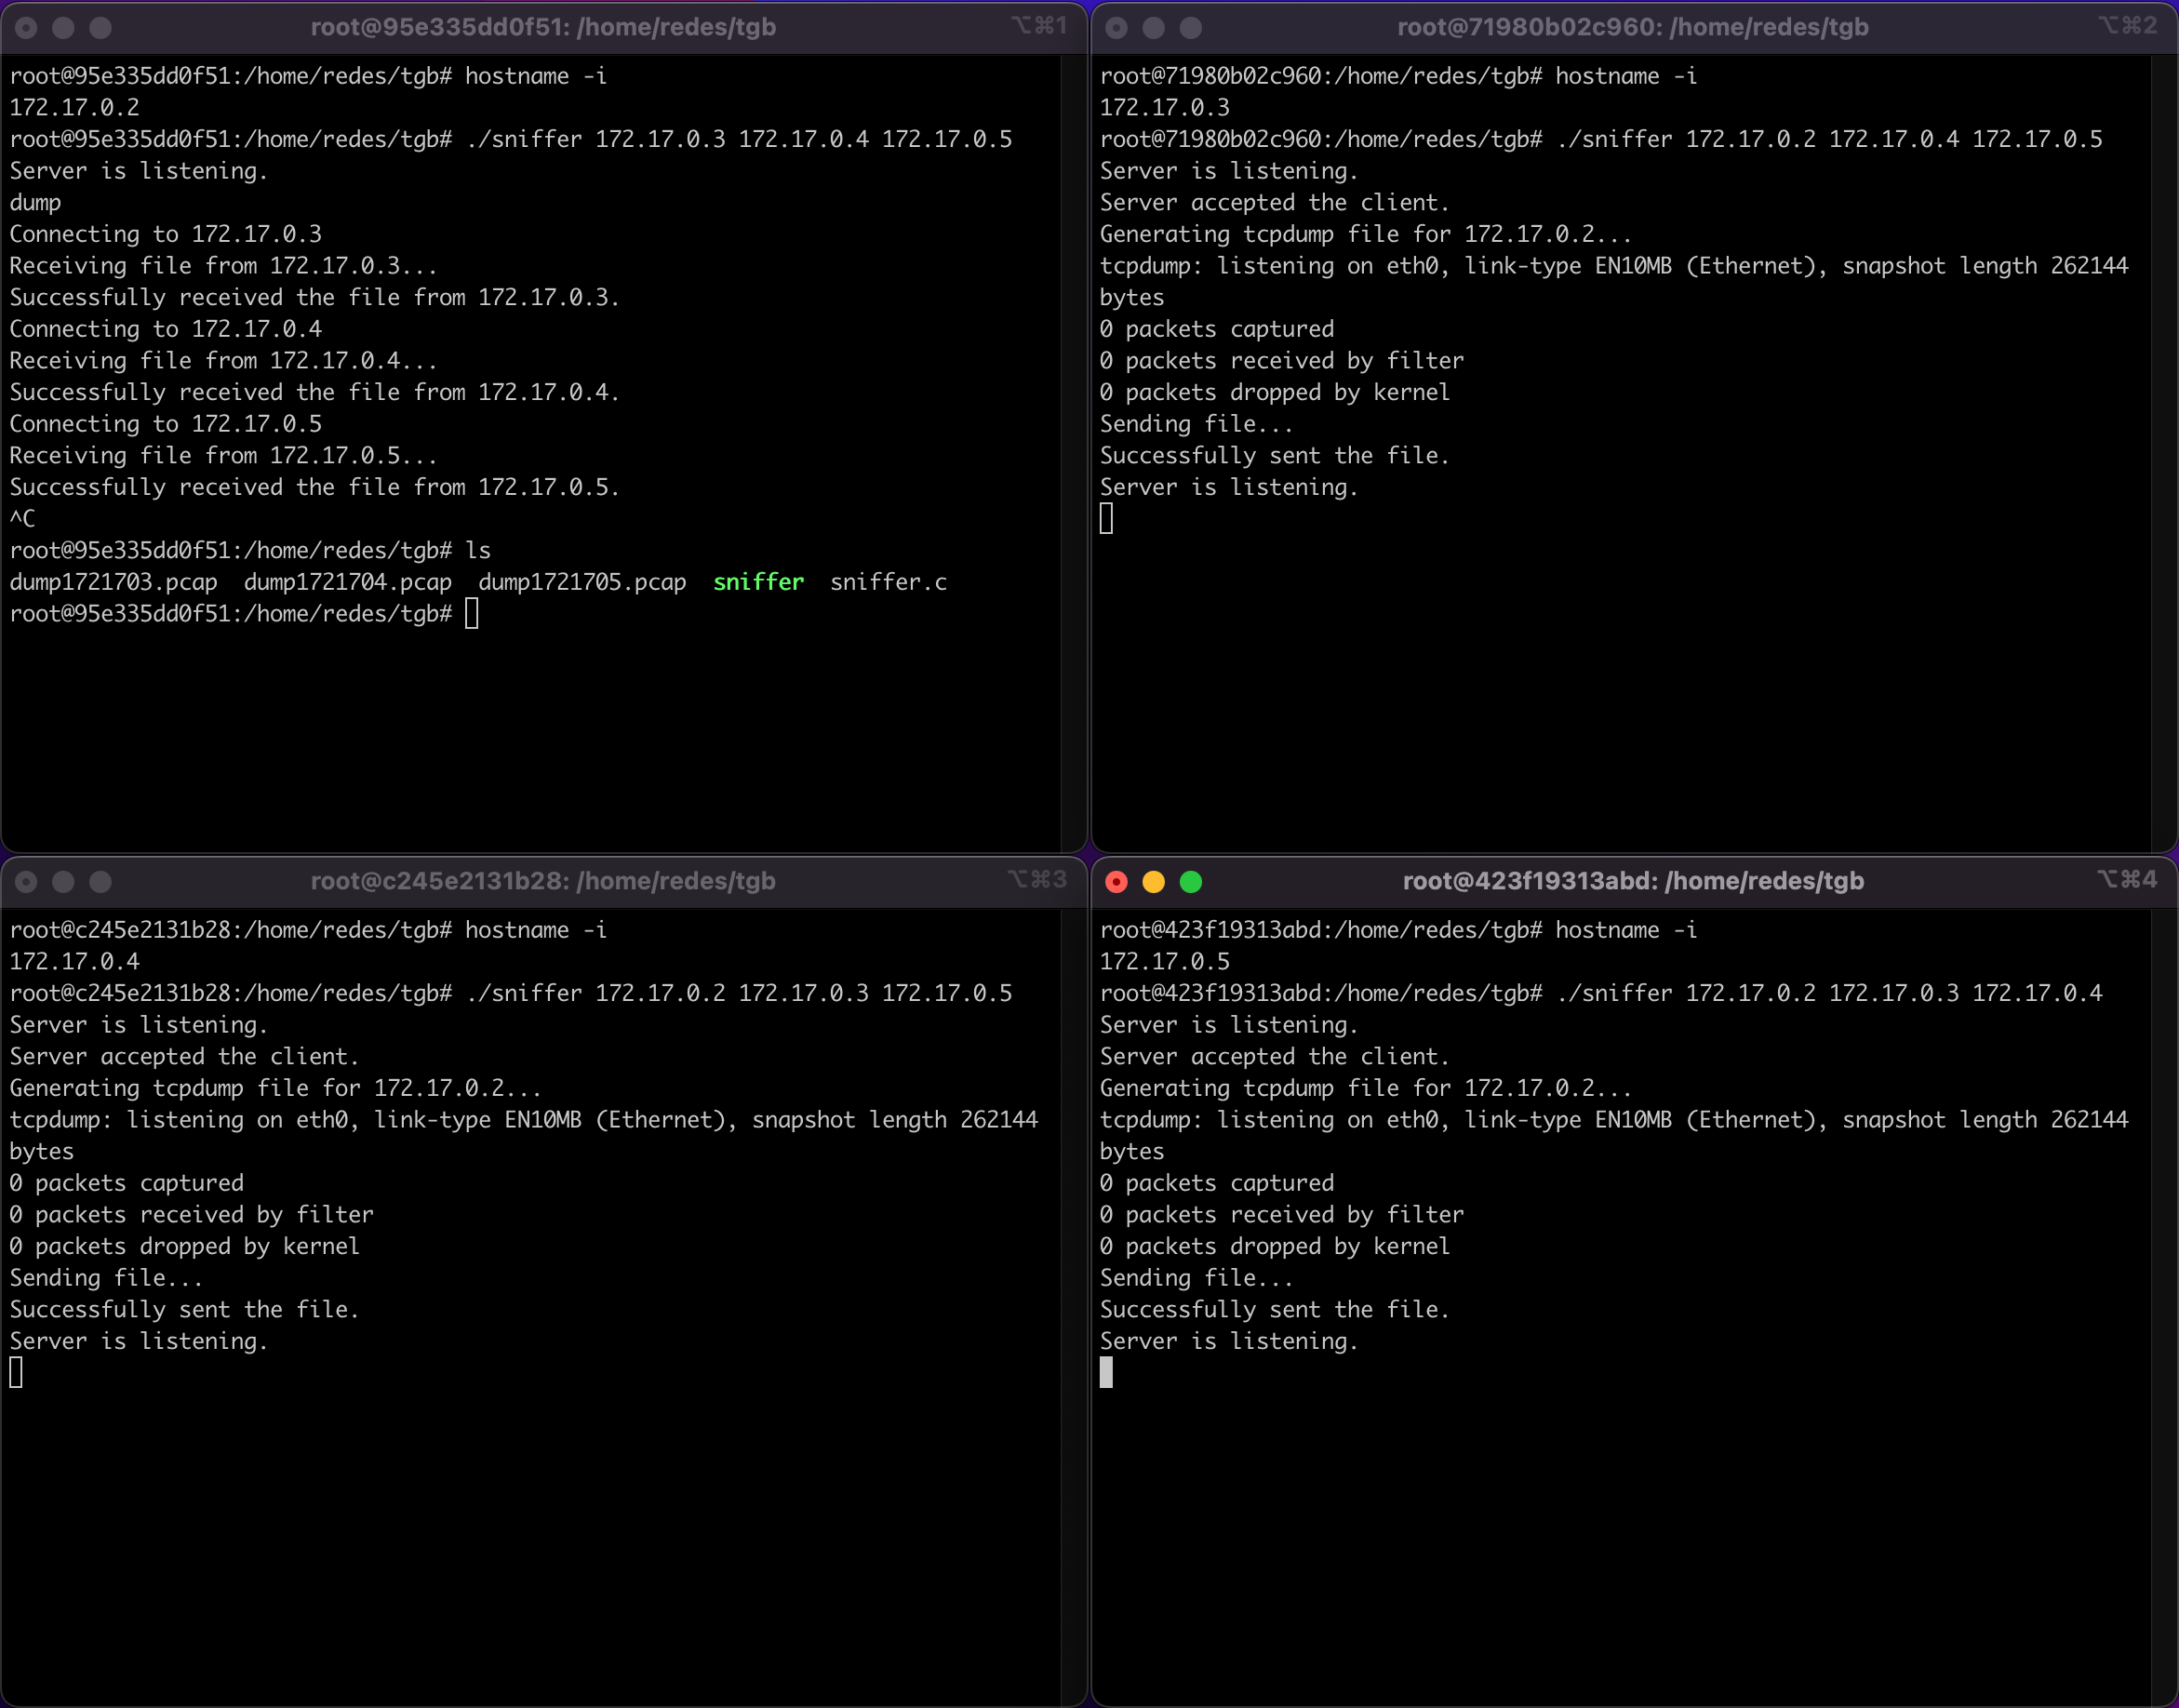 root@95e335dd0f51: /home/redes/tgb ⌥⌘1
root@95e335dd0f51:/home/redes/tgb# hostname -i
172.17.0.2
root@95e335dd0f51:/home/redes/tgb# ./sniffer 172.17.0.3 172.17.0.4 172.17.0.5
Server is listening.
dump
Connecting to 172.17.0.3
Receiving file from 172.17.0.3...
Successfully received the file from 172.17.0.3.
Connecting to 172.17.0.4
Receiving file from 172.17.0.4...
Successfully received the file from 172.17.0.4.
Connecting to 172.17.0.5
Receiving file from 172.17.0.5...
Successfully received the file from 172.17.0.5.
^C
root@95e335dd0f51:/home/redes/tgb# ls
dump1721703.pcap  dump1721704.pcap  dump1721705.pcap  sniffer  sniffer.c
root@95e335dd0f51:/home/redes/tgb#
root@71980b02c960: /home/redes/tgb ⌥⌘2
root@71980b02c960:/home/redes/tgb# hostname -i
172.17.0.3
root@71980b02c960:/home/redes/tgb# ./sniffer 172.17.0.2 172.17.0.4 172.17.0.5
Server is listening.
Server accepted the client.
Generating tcpdump file for 172.17.0.2...
tcpdump: listening on eth0, link-type EN10MB (Ethernet), snapshot length 262144
bytes
0 packets captured
0 packets received by filter
0 packets dropped by kernel
Sending file...
Successfully sent the file.
Server is listening.
root@c245e2131b28: /home/redes/tgb ⌥⌘3
root@c245e2131b28:/home/redes/tgb# hostname -i
172.17.0.4
root@c245e2131b28:/home/redes/tgb# ./sniffer 172.17.0.2 172.17.0.3 172.17.0.5
Server is listening.
Server accepted the client.
Generating tcpdump file for 172.17.0.2...
tcpdump: listening on eth0, link-type EN10MB (Ethernet), snapshot length 262144
bytes
0 packets captured
0 packets received by filter
0 packets dropped by kernel
Sending file...
Successfully sent the file.
Server is listening.
root@423f19313abd: /home/redes/tgb ⌥⌘4
root@423f19313abd:/home/redes/tgb# hostname -i
172.17.0.5
root@423f19313abd:/home/redes/tgb# ./sniffer 172.17.0.2 172.17.0.3 172.17.0.4
Server is listening.
Server accepted the client.
Generating tcpdump file for 172.17.0.2...
tcpdump: listening on eth0, link-type EN10MB (Ethernet), snapshot length 262144
bytes
0 packets captured
0 packets received by filter
0 packets dropped by kernel
Sending file...
Successfully sent the file.
Server is listening.